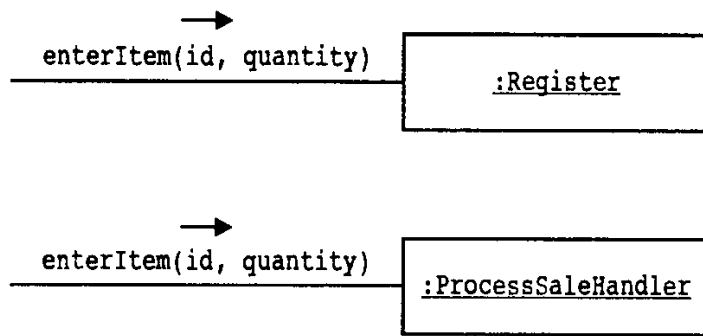 enterItem(id, quantity)
:Register
enterItem(id, quantity)
:ProcessSaleHandler